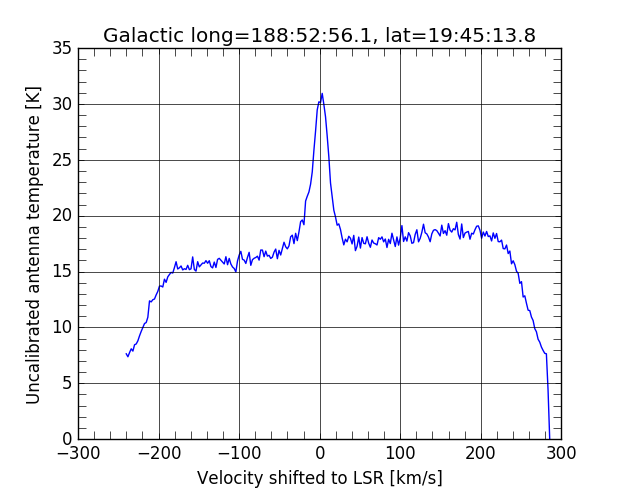 Galactic long=188:52:56.1, lat=19:45:13.8
Uncalibrated antenna temperature [K]
35
30
25
20
15
10
5
0
−300 −200 −100 0 100 200 300
Velocity shifted to LSR [km/s]